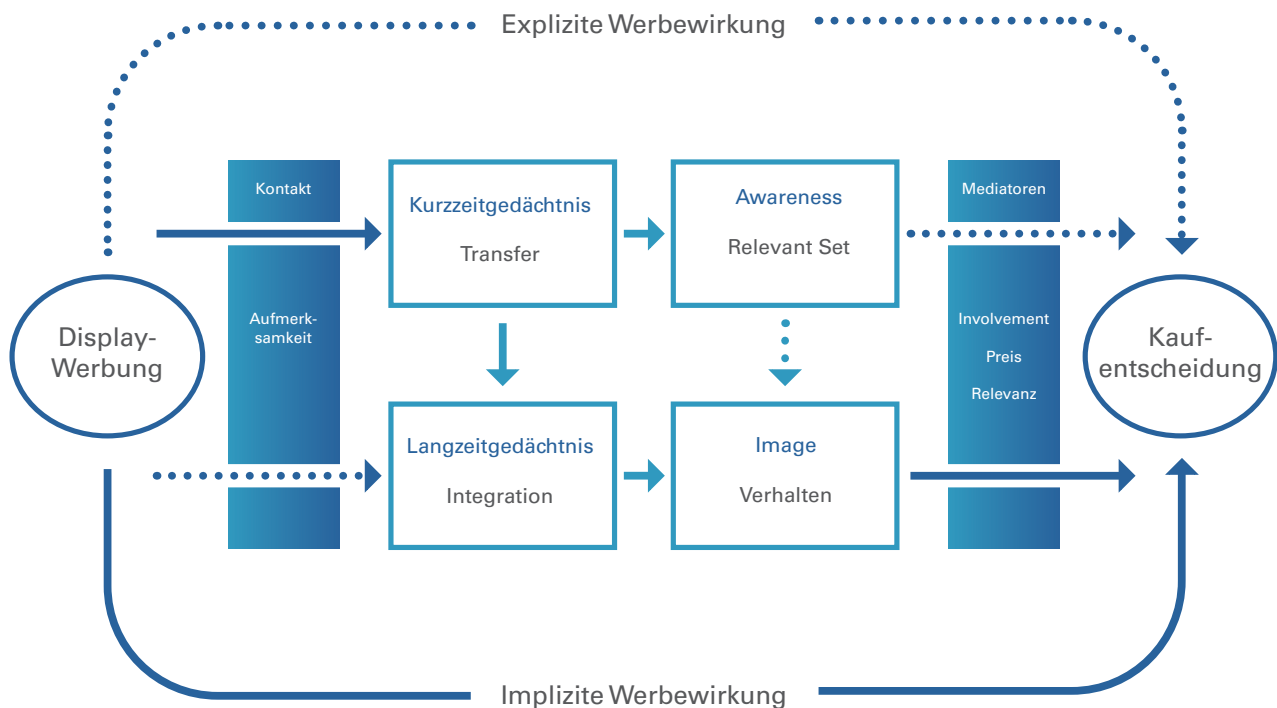 Explizite Werbewirkung
Kontakt
Kurzzeitgedächtnis
Transfer
Awareness
Relevant Set
Mediatoren
Display-
Werbung
Aufmerk-
samkeit
Involvement
Preis
Relevanz
Kauf-
entscheidung
Langzeitgedächtnis
Integration
Image
Verhalten
Implizite Werbewirkung